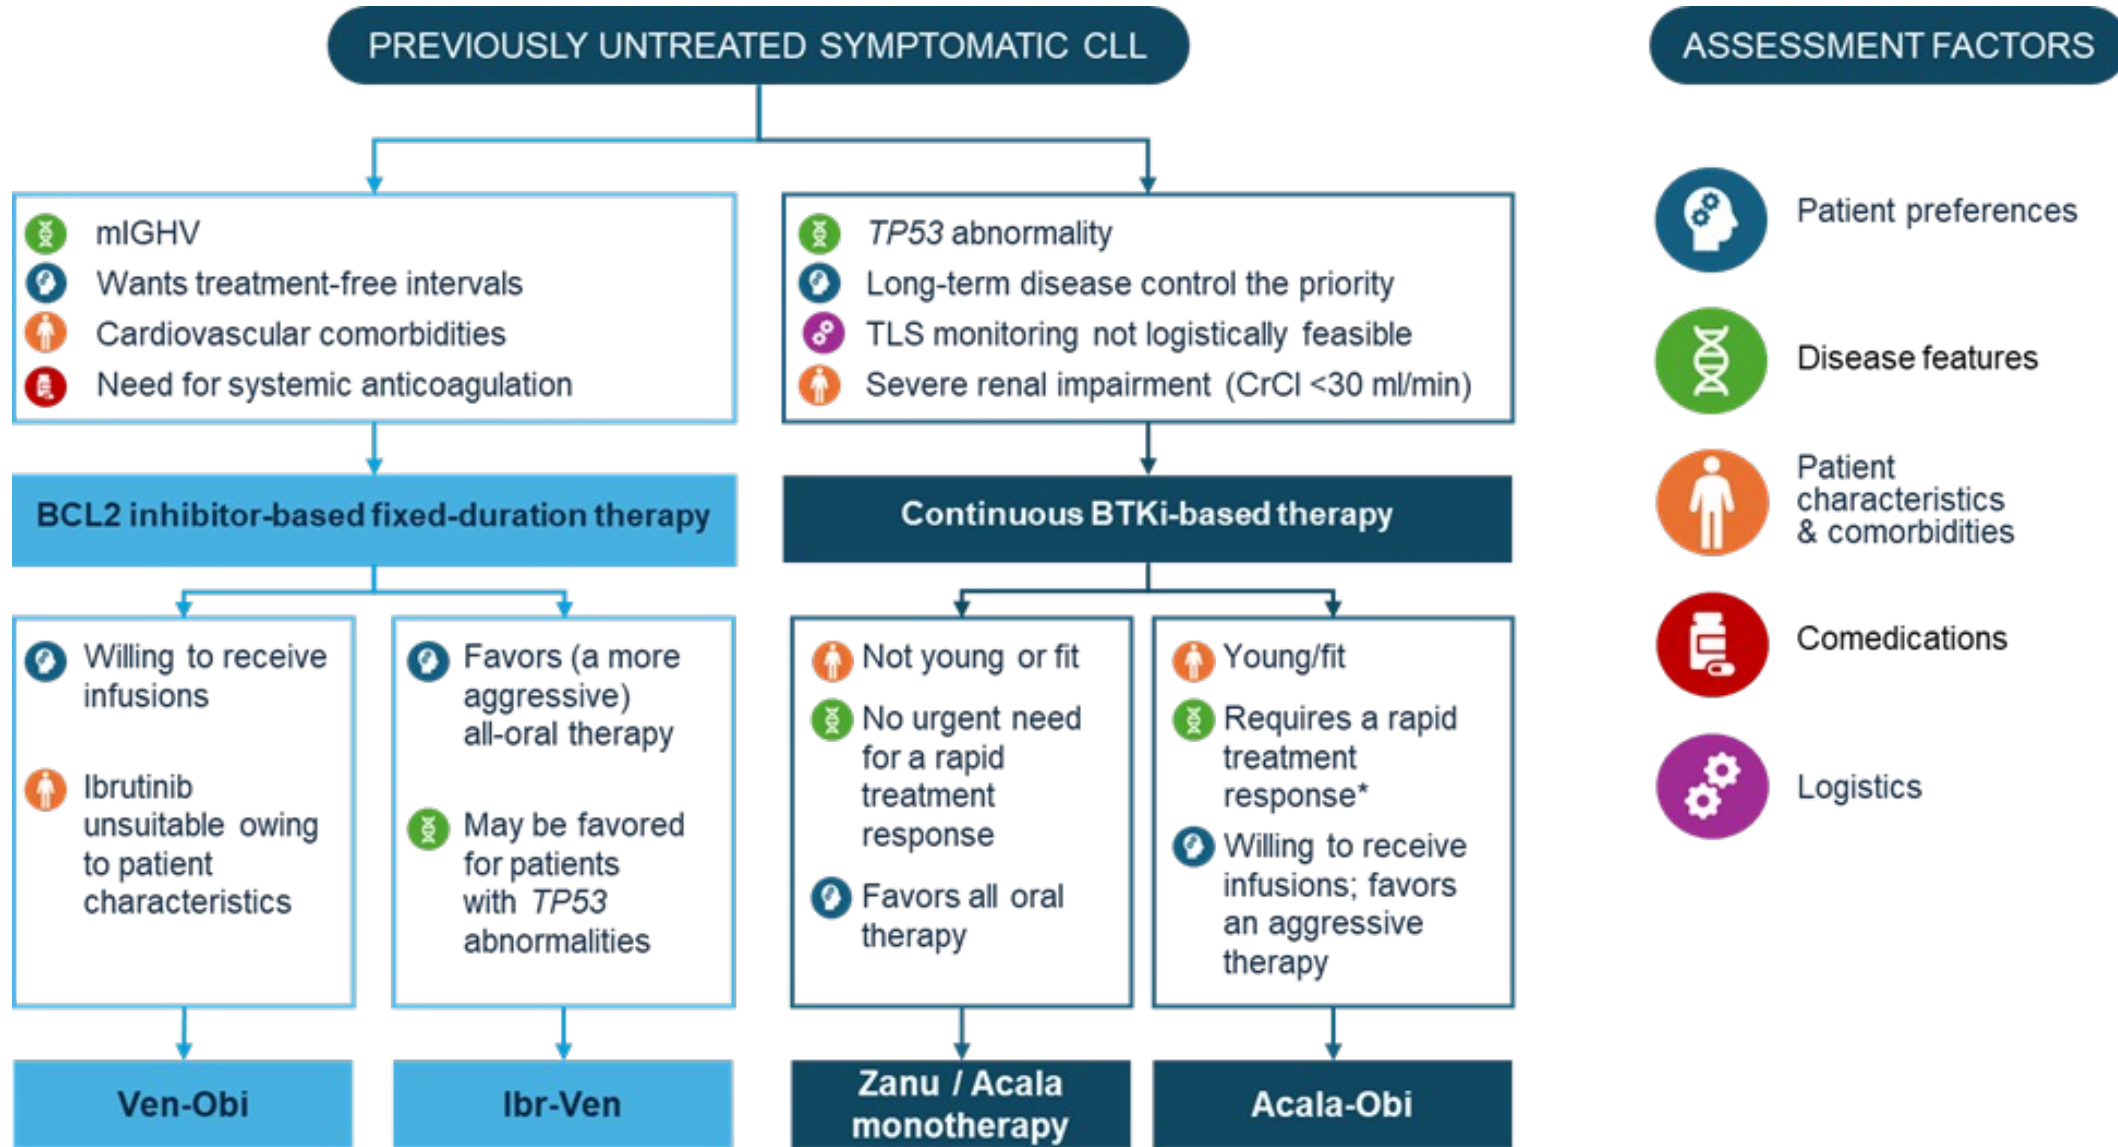 PREVIOUSLY UNTREATED SYMPTOMATIC CLL
mIGHV
Wants treatment-free intervals
Cardiovascular comorbidities
Need for systemic anticoagulation
TP53 abnormality
Long-term disease control the priority
TLS monitoring not logistically feasible
Severe renal impairment (CrCl <30 ml/min)
BCL2 inhibitor-based fixed-duration therapy
Continuous BTKi-based therapy
Willing to receive
infusions
Ibrutinib
unsuitable owing
to patient
characteristics
Favors (a more
aggressive)
all-oral therapy
May be favored
for patients
with TP53
abnormalities
Not young or fit
No urgent need
for a rapid
treatment
response
Favors all oral
therapy
Young/fit
Requires a rapid
treatment
response*
Willing to receive
infusions; favors
an aggressive
therapy
Ven-Obi
Ibr-Ven
Zanu / Acala
monotherapy
Acala-Obi
ASSESSMENT FACTORS
Patient preferences
Disease features
Patient
characteristics
& comorbidities
Comedications
Logistics